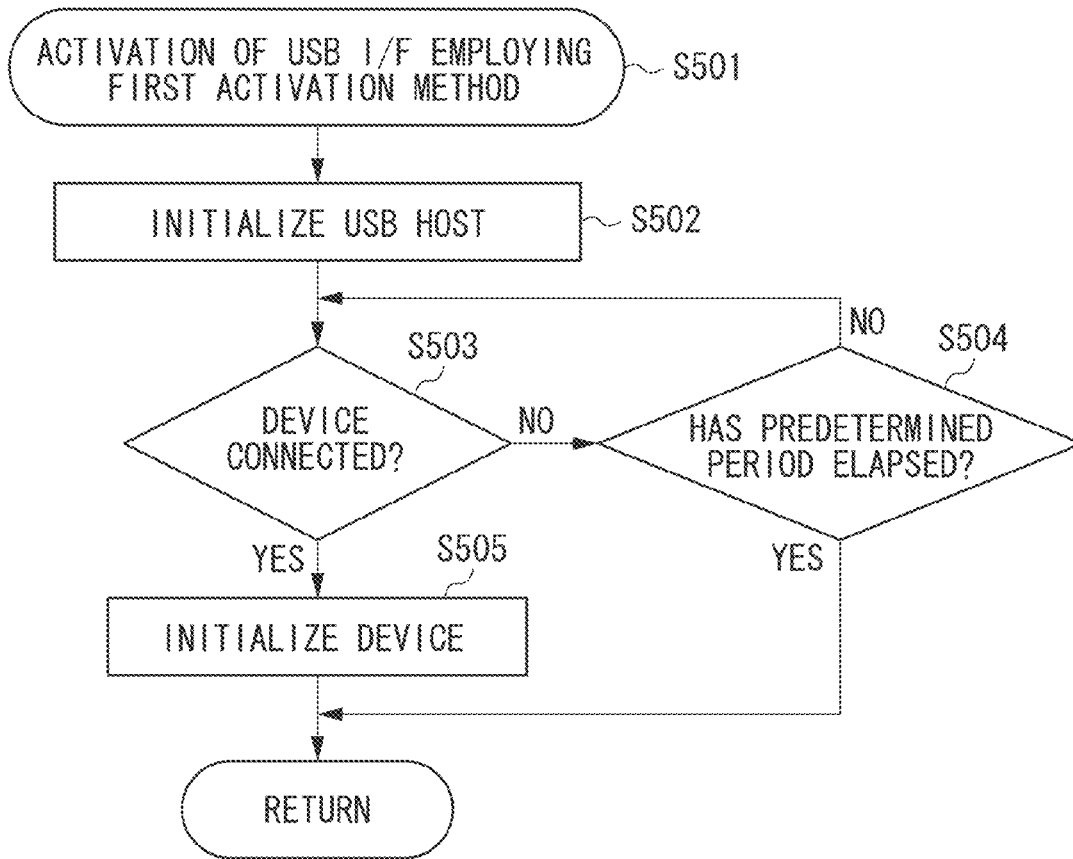 ACTIVATION OF USB I/F EMPLOYING
FIRST ACTIVATION METHOD
S501
INITIALIZE USB HOST
S502
NO
S503
S504
DEVICE
CONNECTED?
NO
HAS PREDETERMINED
PERIOD ELAPSED?
YES
S505
YES
INITIALIZE DEVICE
RETURN